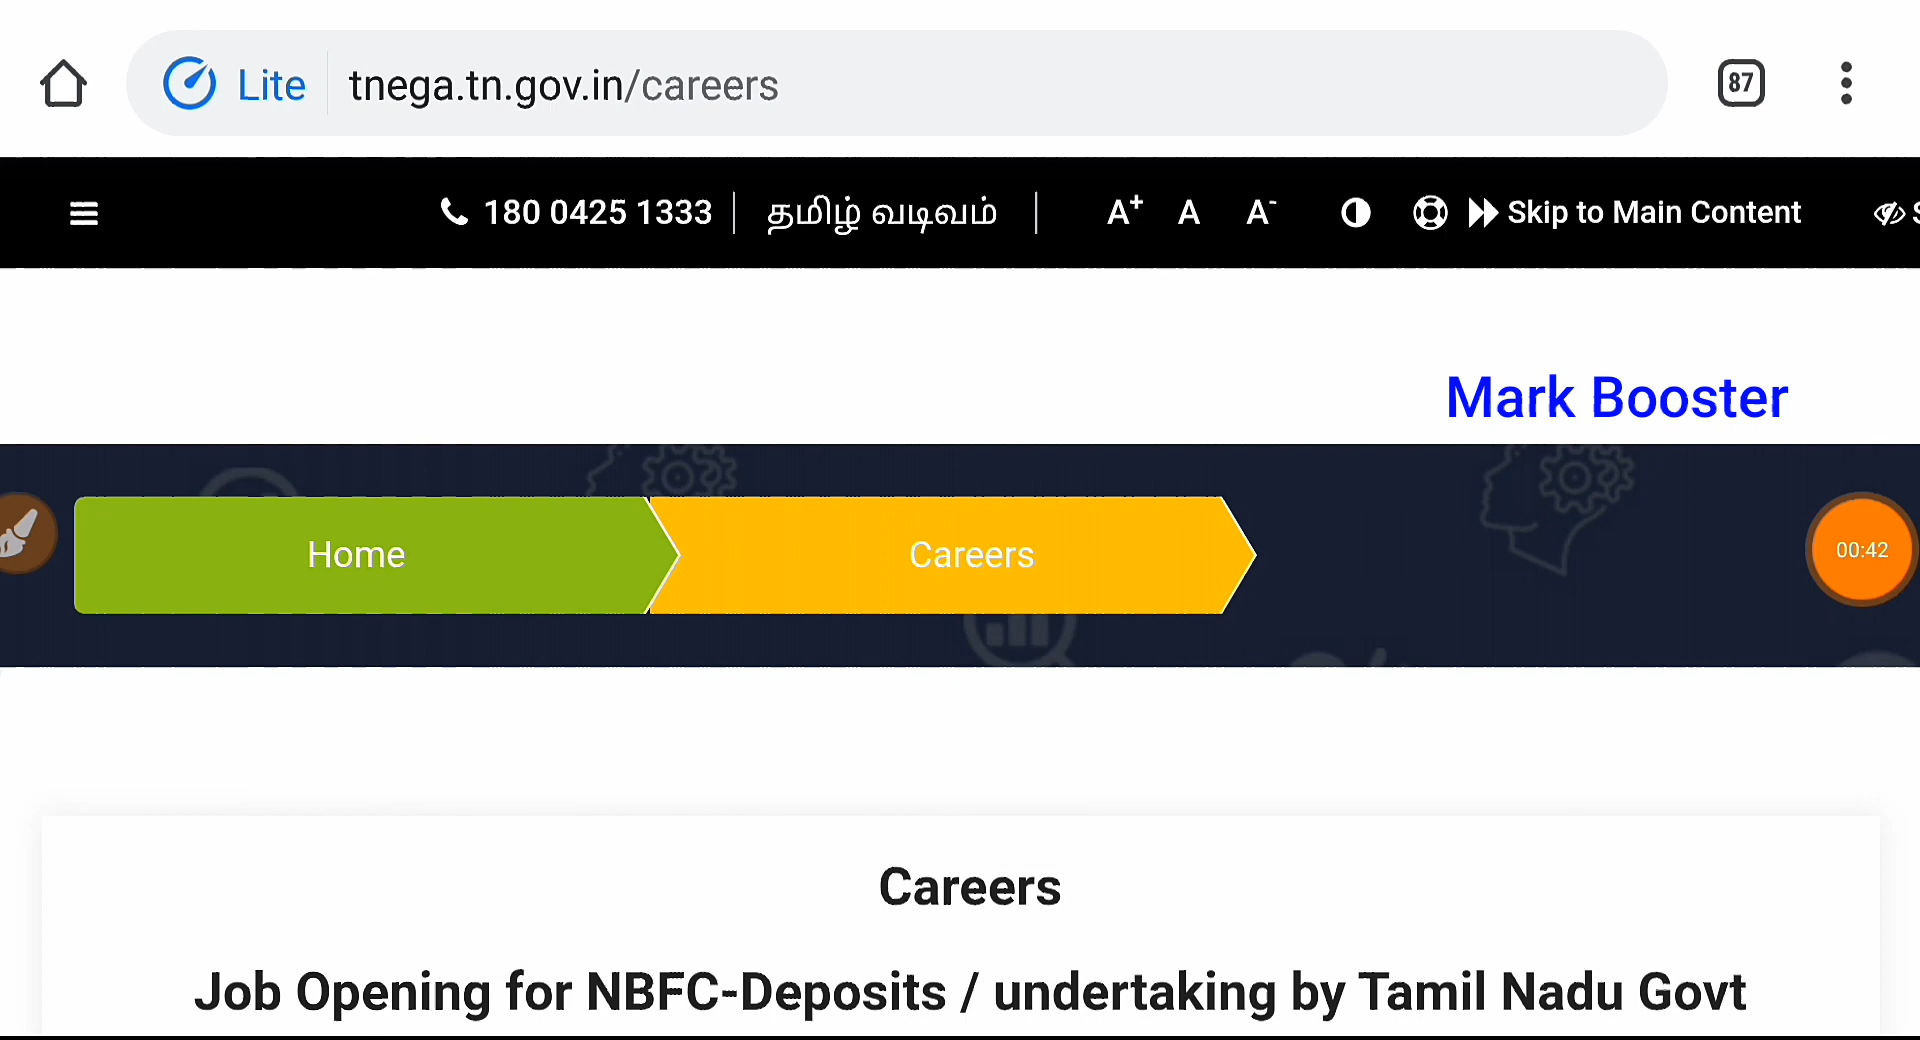 Lite tnega.tn.gov.in/careers 87
180 0425 1333 தமிழ் வடிவம் A+ A A- Skip to Main Content
Mark Booster
Home Careers
00:42
Careers
Job Opening for NBFC-Deposits / undertaking by Tamil Nadu Govt